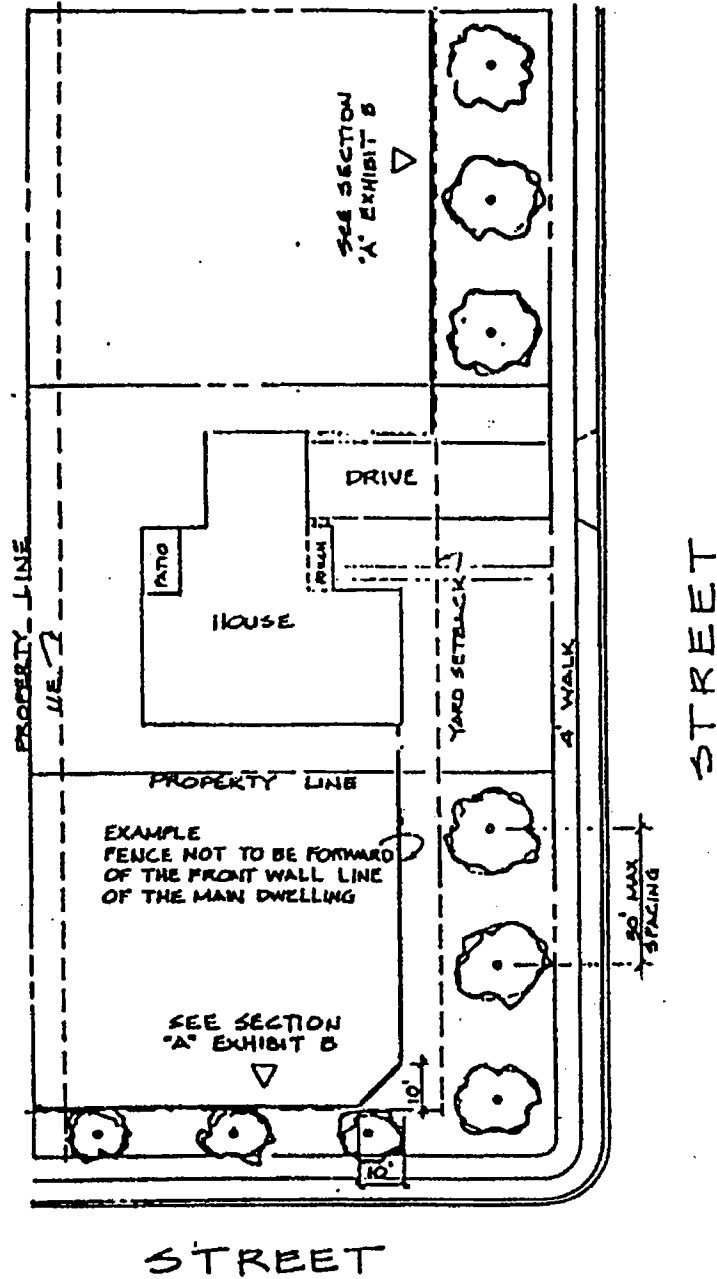 SEE SECTION
"A" EXHIBIT B
DRIVE
PATIO
PORCH
HOUSE
PROPERTY LINE
U.E.
YARD SETBACK
4' WALK
STREET
PROPERTY LINE
EXAMPLE
FENCE NOT TO BE FORWARD
OF THE FRONT WALL LINE
OF THE MAIN DWELLING
30' MAX
SPACING
SEE SECTION
"A" EXHIBIT B
10'
10'
STREET